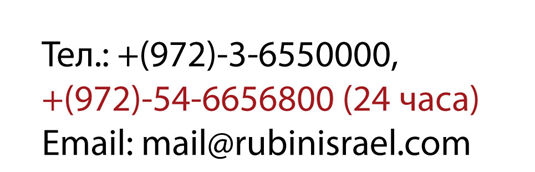 Тел.: +(972)-3-6550000,
+(972)-54-6656800 (24 часа)
Email: mail@rubinisrael.com